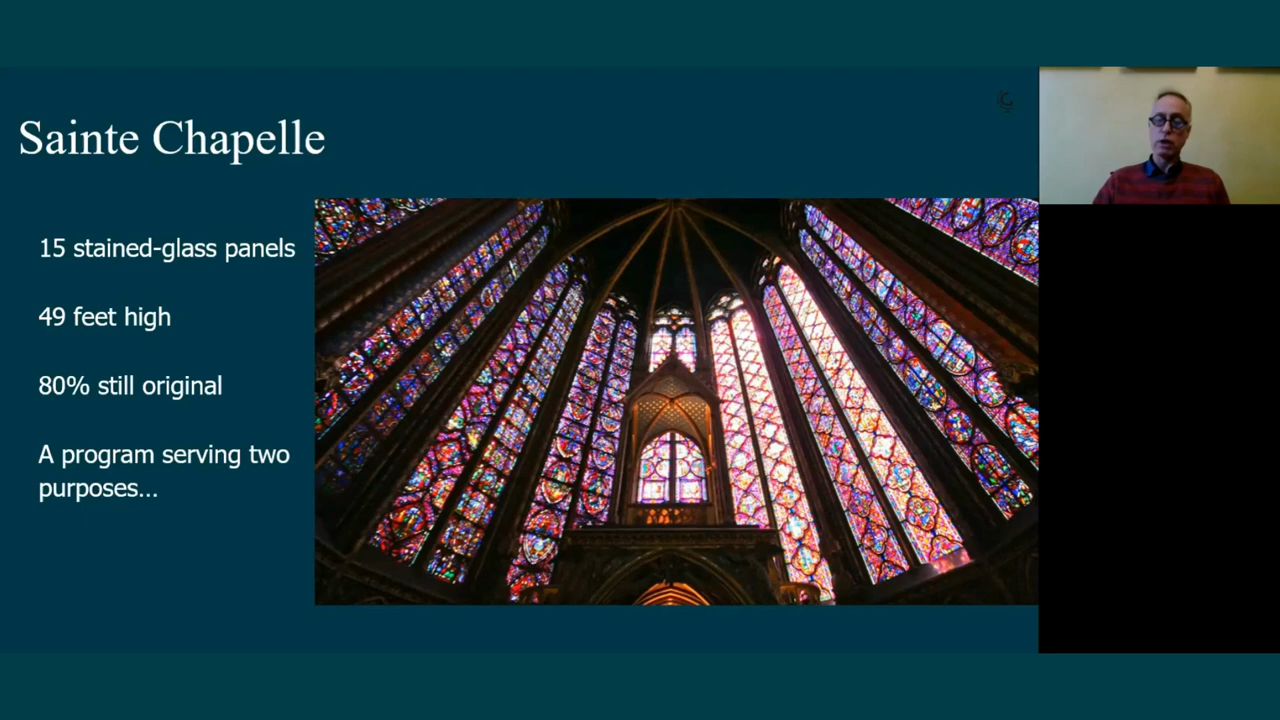 Sainte Chapelle
15 stained-glass panels
49 feet high
80% still original
A program serving two
purposes...